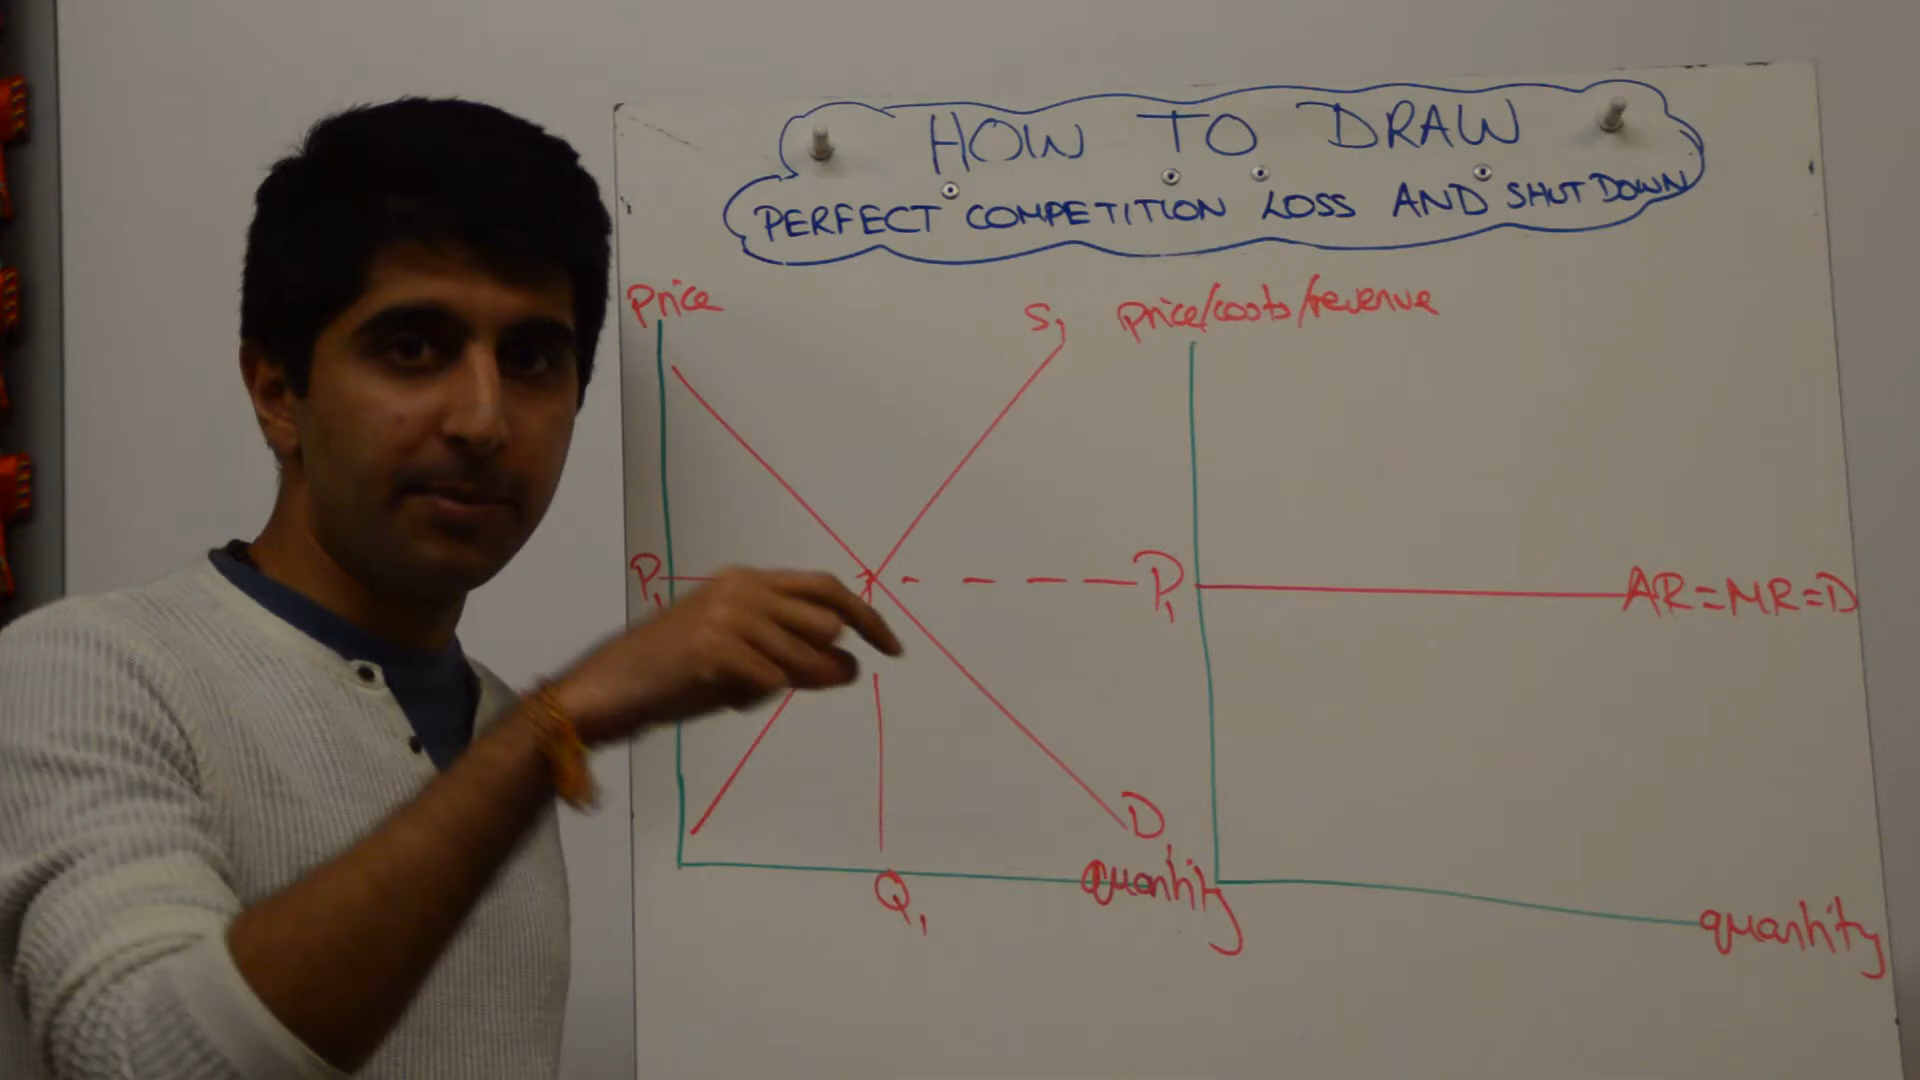 HOW TO DRAW
PERFECT COMPETITION LOSS AND SHUT DOWN
Price
S1
Price/costs/revenue
P1
P1
AR=MR=D
D1
Q1
quantity
quantity